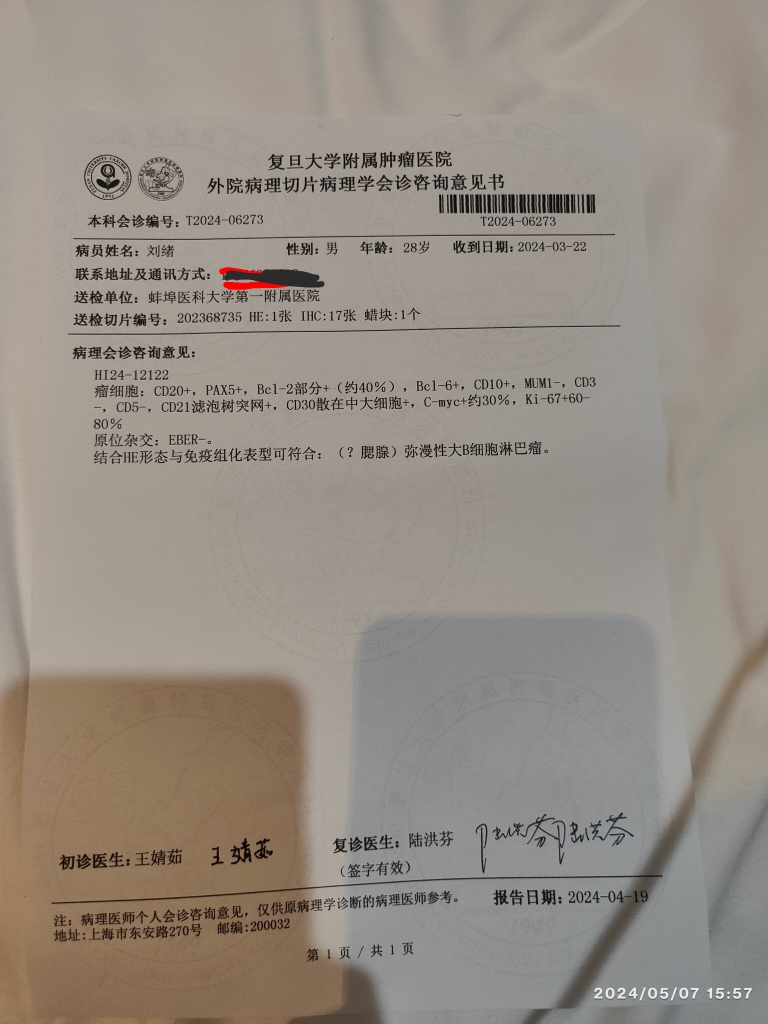 复旦大学附属肿瘤医院
外院病理切片病理学会诊咨询意见书
本科会诊编号：T2024-06273
T2024-06273
病员姓名：刘绪 性别：男 年龄：28岁 收到日期：2024-03-22
联系地址及通讯方式：
送检单位：蚌埠医科大学第一附属医院
送检切片编号：202368735 HE:1张 IHC:17张 蜡块:1个
病理会诊咨询意见：
HI24-12122
瘤细胞：CD20+，PAX5+，Bcl-2部分+（约40%），Bcl-6+，CD10+，MUM1-，CD3
-，CD5-，CD21滤泡树突网+，CD30散在中大细胞+，C-myc+约30%，Ki-67+60-
80%
原位杂交：EBER-。
结合HE形态与免疫组化表型可符合：（？腮腺）弥漫性大B细胞淋巴瘤。
初诊医生：王婧茹 王婧茹
复诊医生：陆洪芬 陆洪芬 陆洪芬
（签字有效）
注：病理医师个人会诊咨询意见，仅供原病理学诊断的病理医师参考。 报告日期：2024-04-19
地址:上海市东安路270号 邮编:200032
第 1 页 / 共 1 页
2024/05/07 15:57